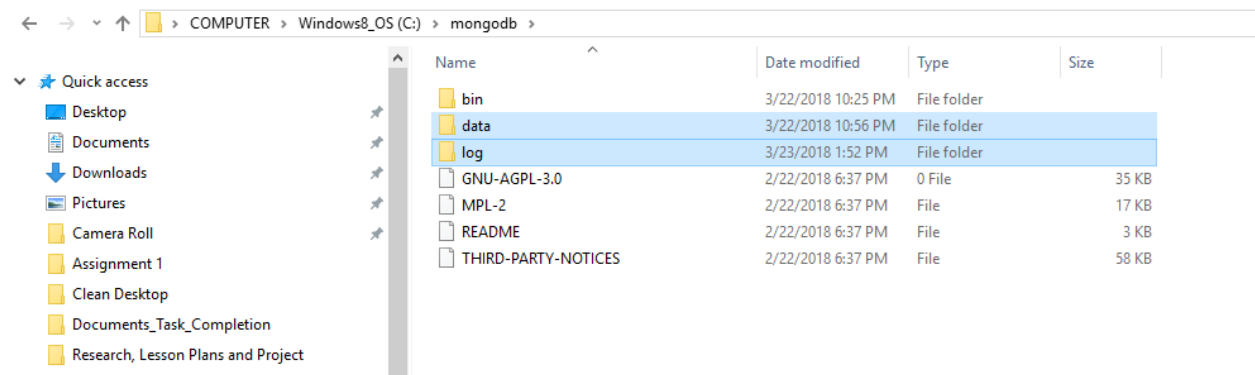 COMPUTER > Windows8_OS (C:) > mongodb >
Name Date modified Type Size
Quick access
Desktop
Documents
Downloads
Pictures
Camera Roll
Assignment 1
Clean Desktop
Documents_Task_Completion
Research, Lesson Plans and Project
bin 3/22/2018 10:25 PM File folder
data 3/22/2018 10:56 PM File folder
log 3/23/2018 1:52 PM File folder
GNU-AGPL-3.0 2/22/2018 6:37 PM 0 File 35 KB
MPL-2 2/22/2018 6:37 PM File 17 KB
README 2/22/2018 6:37 PM File 3 KB
THIRD-PARTY-NOTICES 2/22/2018 6:37 PM File 58 KB